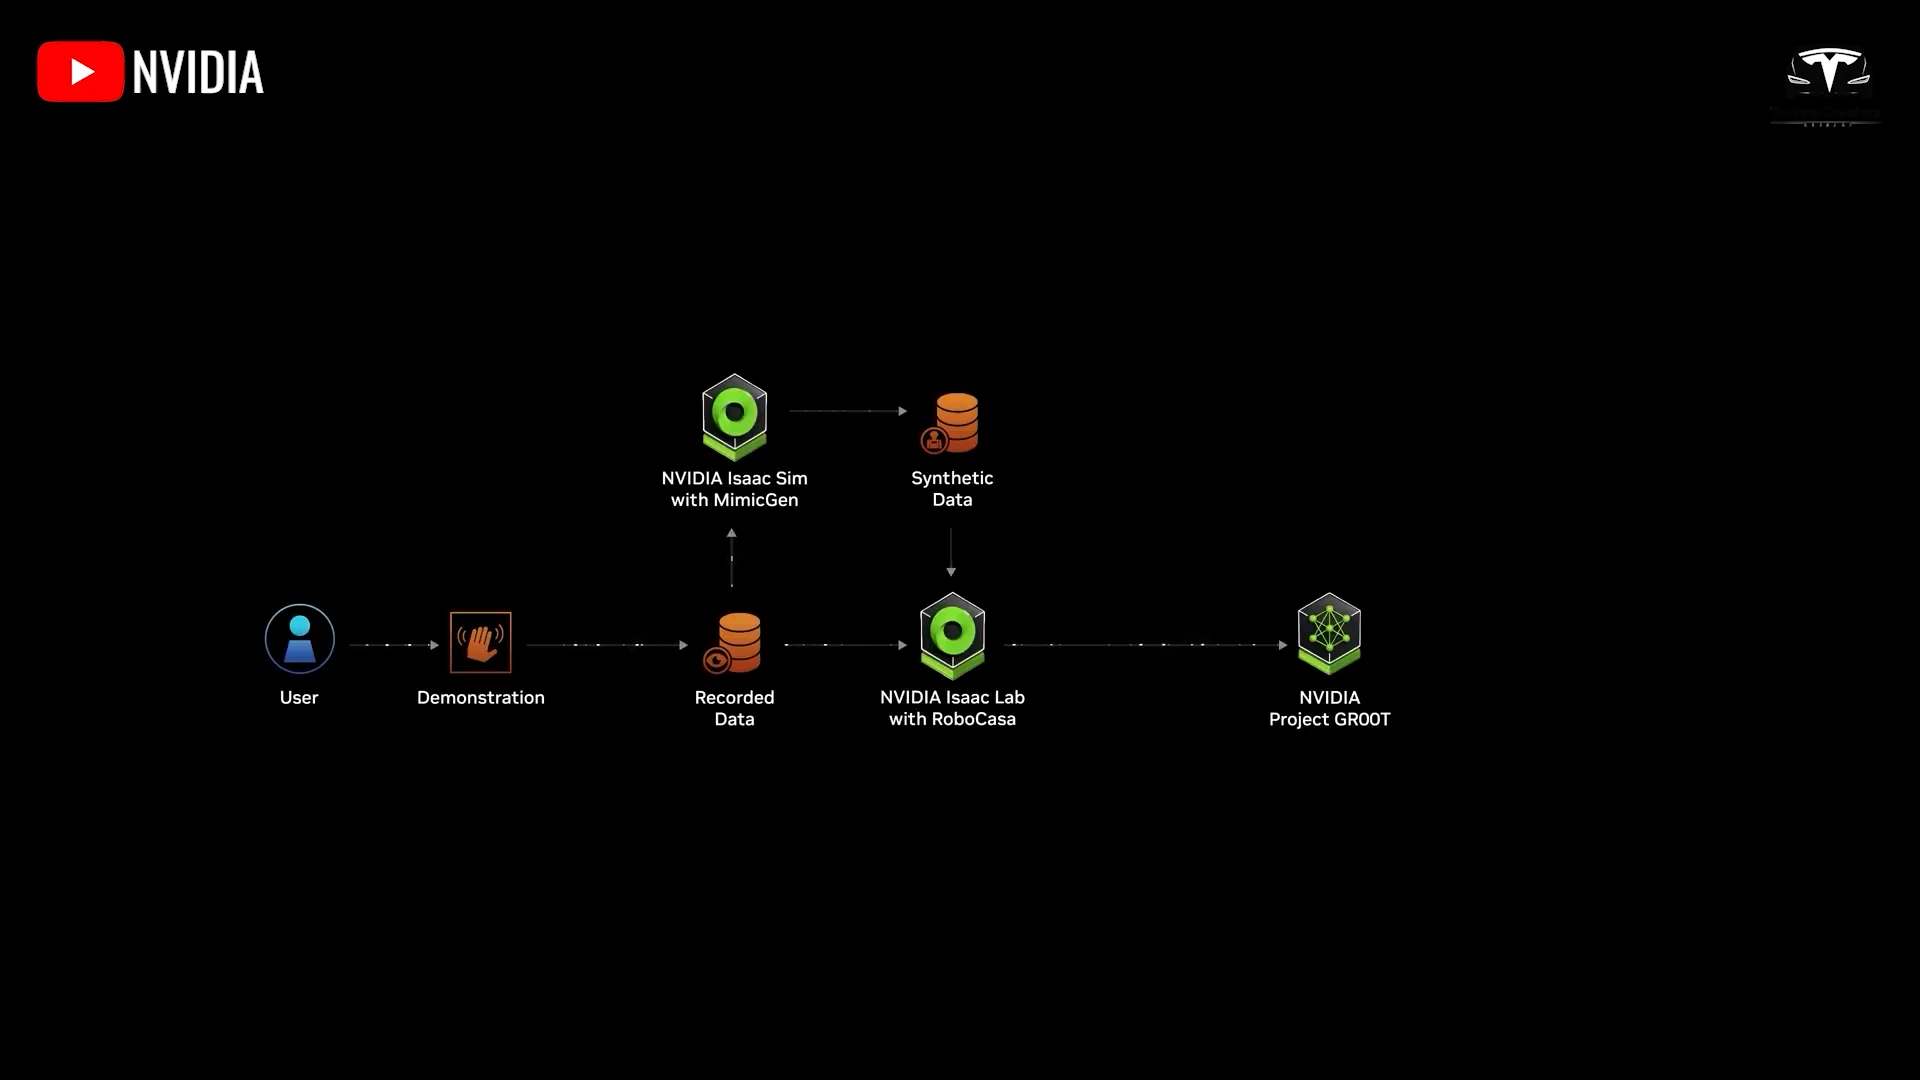 NVIDIA
NVIDIA Isaac Sim
with MimicGen
Synthetic
Data
User
Demonstration
Recorded
Data
NVIDIA Isaac Lab
with RoboCasa
NVIDIA
Project GR00T